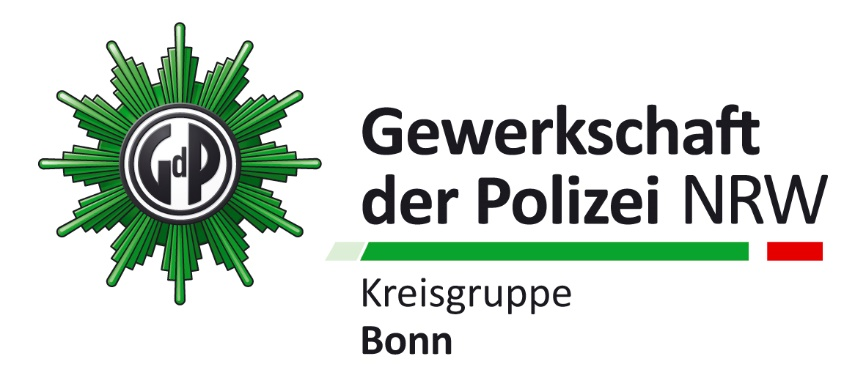 GdP
Gewerkschaft
der Polizei NRW
Kreisgruppe
Bonn